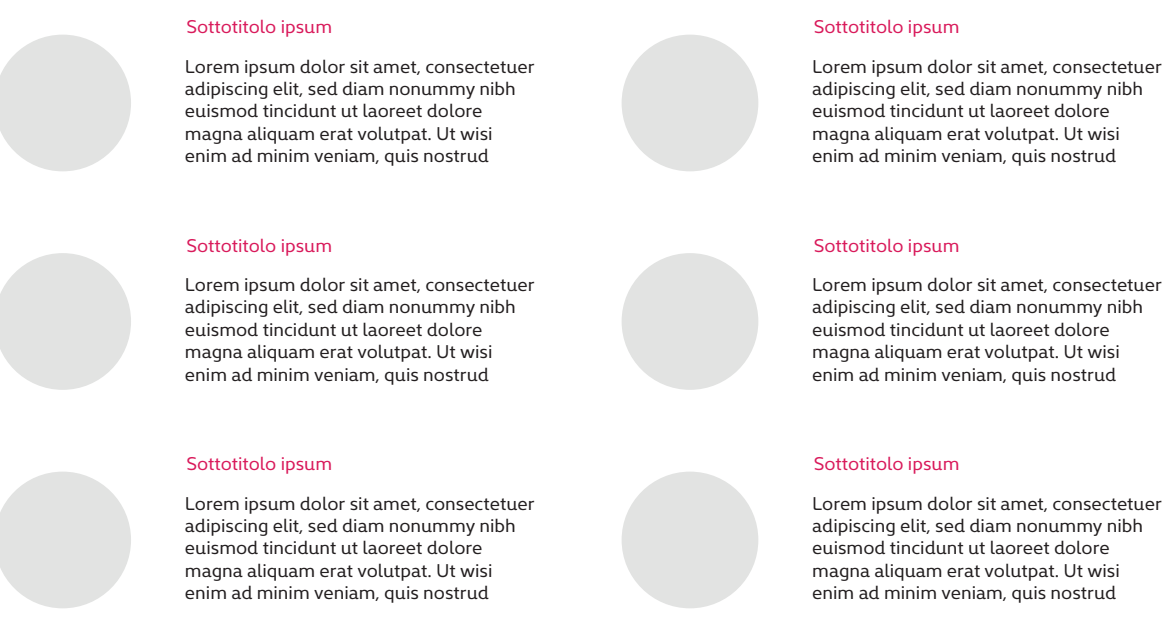 Sottotitolo ipsum
Lorem ipsum dolor sit amet, consectetuer
adipiscing elit, sed diam nonummy nibh
euismod tincidunt ut laoreet dolore
magna aliquam erat volutpat. Ut wisi
enim ad minim veniam, quis nostrud
Sottotitolo ipsum
Lorem ipsum dolor sit amet, consectetuer
adipiscing elit, sed diam nonummy nibh
euismod tincidunt ut laoreet dolore
magna aliquam erat volutpat. Ut wisi
enim ad minim veniam, quis nostrud
Sottotitolo ipsum
Lorem ipsum dolor sit amet, consectetuer
adipiscing elit, sed diam nonummy nibh
euismod tincidunt ut laoreet dolore
magna aliquam erat volutpat. Ut wisi
enim ad minim veniam, quis nostrud
Sottotitolo ipsum
Lorem ipsum dolor sit amet, consectetuer
adipiscing elit, sed diam nonummy nibh
euismod tincidunt ut laoreet dolore
magna aliquam erat volutpat. Ut wisi
enim ad minim veniam, quis nostrud
Sottotitolo ipsum
Lorem ipsum dolor sit amet, consectetuer
adipiscing elit, sed diam nonummy nibh
euismod tincidunt ut laoreet dolore
magna aliquam erat volutpat. Ut wisi
enim ad minim veniam, quis nostrud
Sottotitolo ipsum
Lorem ipsum dolor sit amet, consectetuer
adipiscing elit, sed diam nonummy nibh
euismod tincidunt ut laoreet dolore
magna aliquam erat volutpat. Ut wisi
enim ad minim veniam, quis nostrud